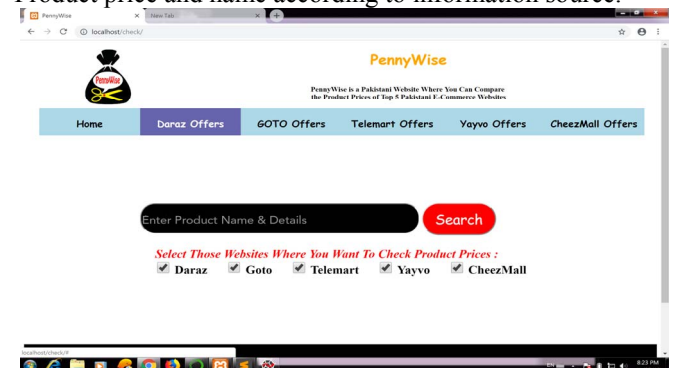 Product price and name according to information source.
PennyWise
New Tab
localhost/check/
PennyWise
PennyWise
PennyWise is a Pakistani Website Where You Can Compare
the Product Prices of Top 5 Pakistani E-Commerce Websites
Home Daraz Offers GOTO Offers Telemart Offers Yayvo Offers CheezMall Offers
Enter Product Name & Details Search
Select Those Websites Where You Want To Check Product Prices :
Daraz Goto Telemart Yayvo CheezMall
localhost/check/#
EN 8:23 PM